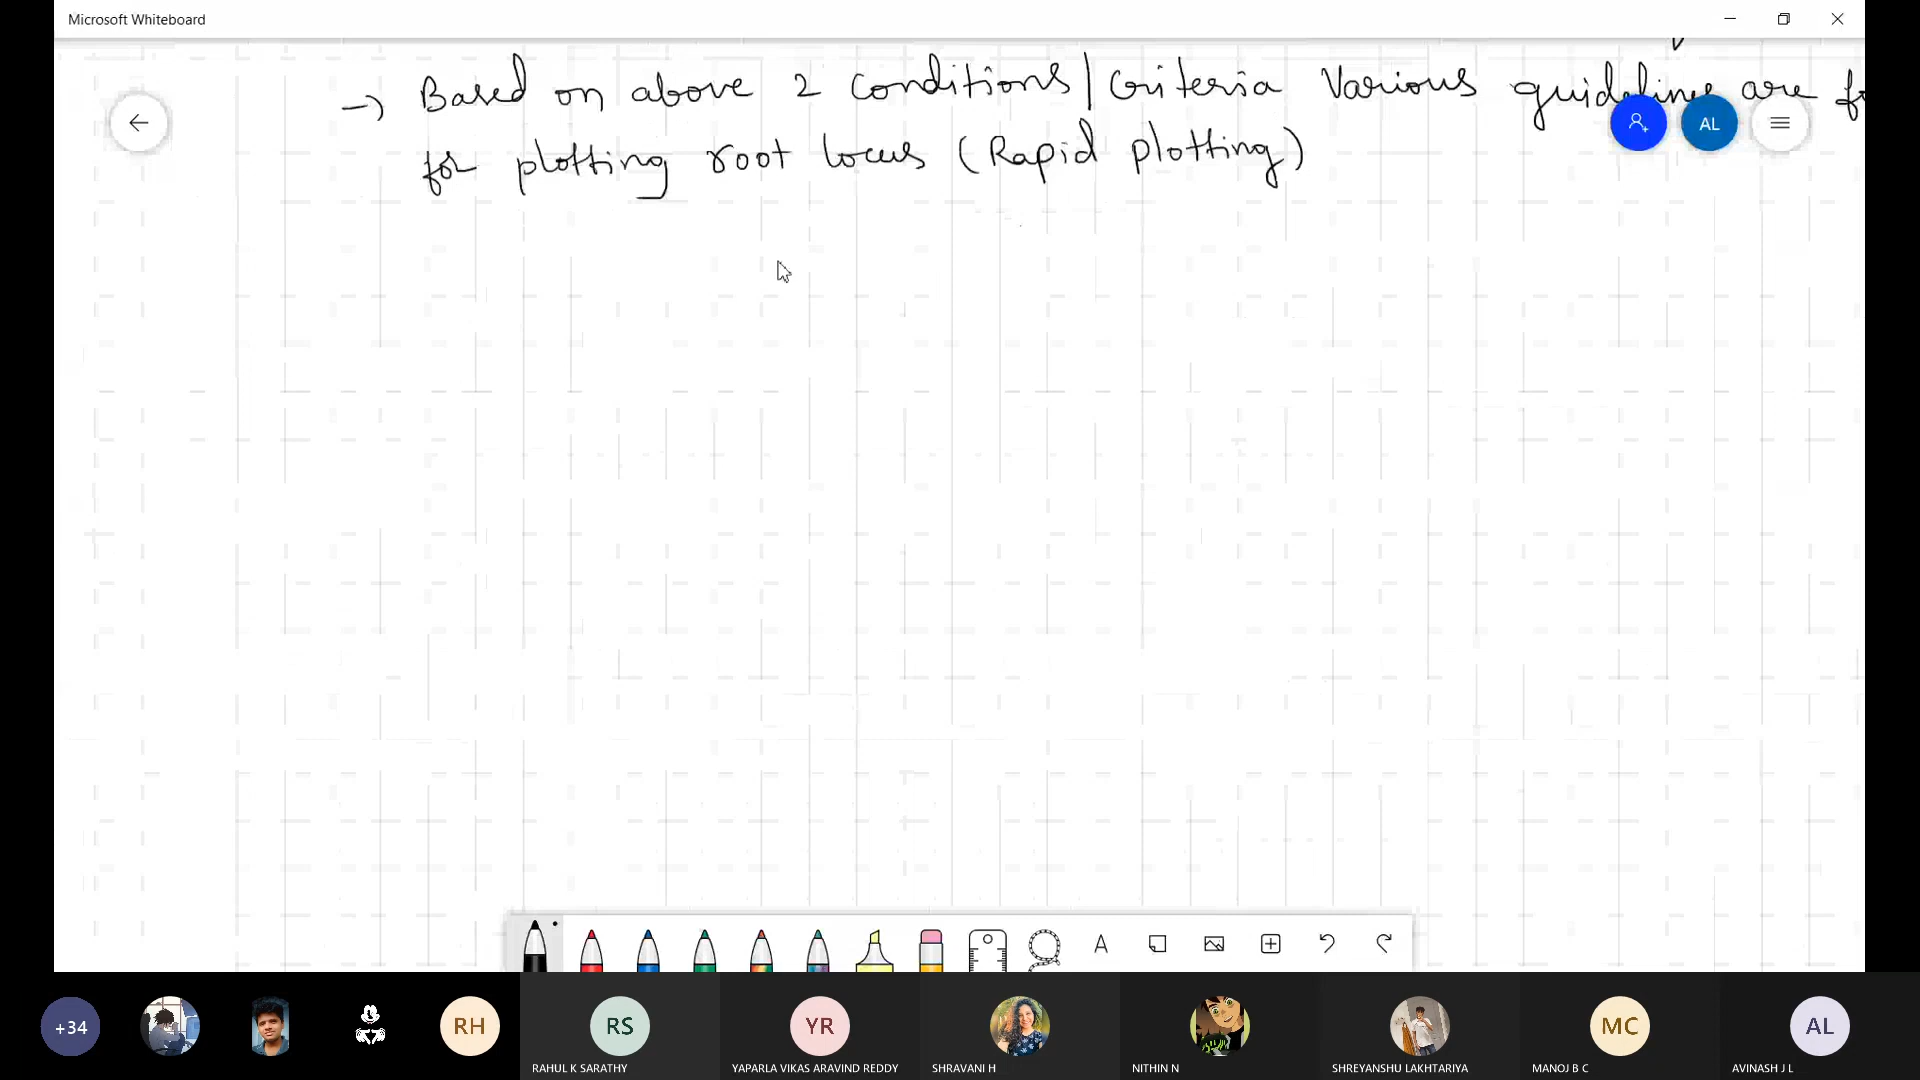 Microsoft Whiteboard
→ Based on above 2 Conditions | Criteria Various guidelines are
for plotting root locus (Rapid plotting)
AL
A
+34
RH
RS
YR
MC
AL
RAHUL K SARATHY
YAPARLA VIKAS ARAVIND REDDY
SHRAVANI H
NITHIN N
SHREYANSHU LAKHTARIYA
MANOJ B C
AVINASH J L